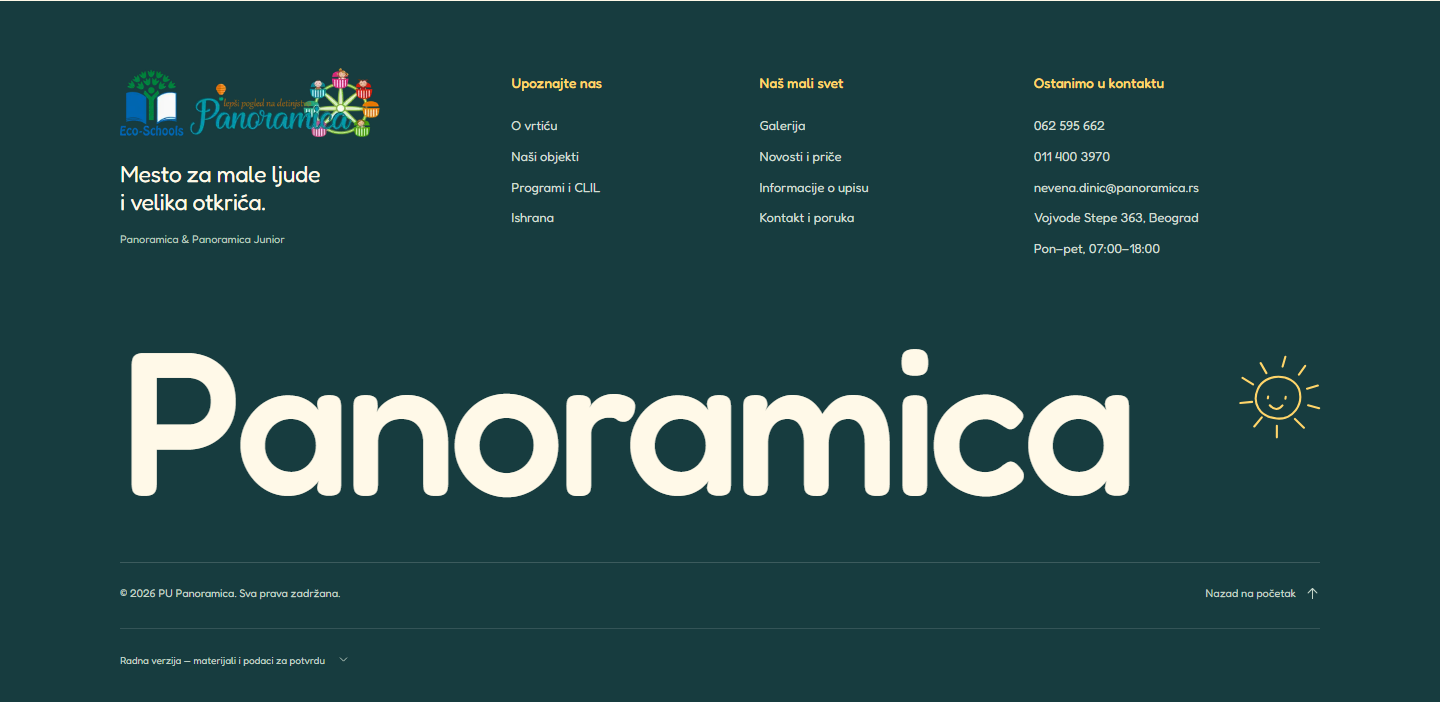 Eco-Schools
lepši pogled na detinjstvo
Panoramica
Mesto za male ljude
i velika otkrića.
Panoramica & Panoramica Junior
Upoznajte nas
O vrtiću
Naši objekti
Programi i CLIL
Ishrana
Naš mali svet
Galerija
Novosti i priče
Informacije o upisu
Kontakt i poruka
Ostanimo u kontaktu
062 595 662
011 400 3970
nevena.dinic@panoramica.rs
Vojvode Stepe 363, Beograd
Pon–pet, 07:00–18:00
Panoramica
© 2026 PU Panoramica. Sva prava zadržana.
Nazad na početak
Radna verzija — materijali i podaci za potvrdu